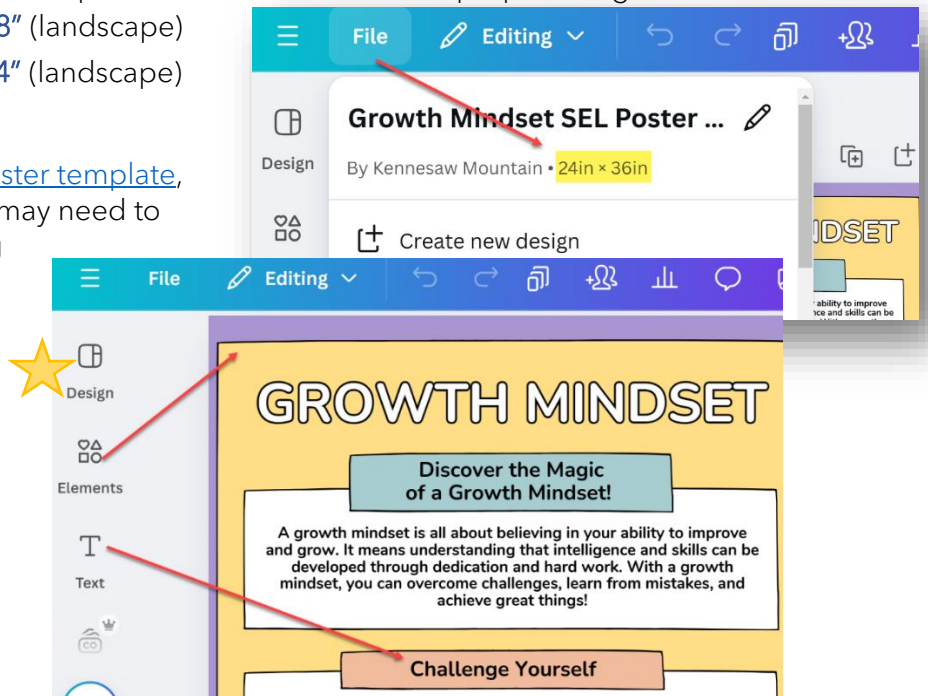 8” (landscape)
4” (landscape)
ster template,
may need to
File
Editing
Growth Mindset SEL Poster ...
Design
By Kennesaw Mountain • 24in × 36in
Create new design
NDSET
ability to improve
nce and skills can be
File
Editing
Design
GROWTH MINDSET
Discover the Magic
of a Growth Mindset!
Elements
A growth mindset is all about believing in your ability to improve
and grow. It means understanding that intelligence and skills can be
developed through dedication and hard work. With a growth
mindset, you can overcome challenges, learn from mistakes, and
achieve great things!
Text
CO
Challenge Yourself